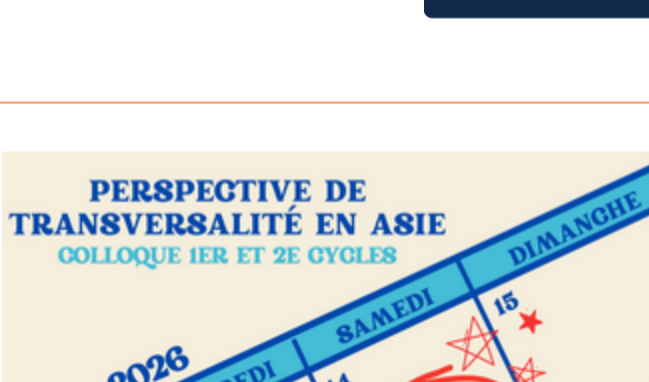 PERSPECTIVE DE
TRANSVERSALITÉ EN ASIE
COLLOQUE 1ER ET 2E CYCLES
DIMANCHE
SAMEDI
15
2026